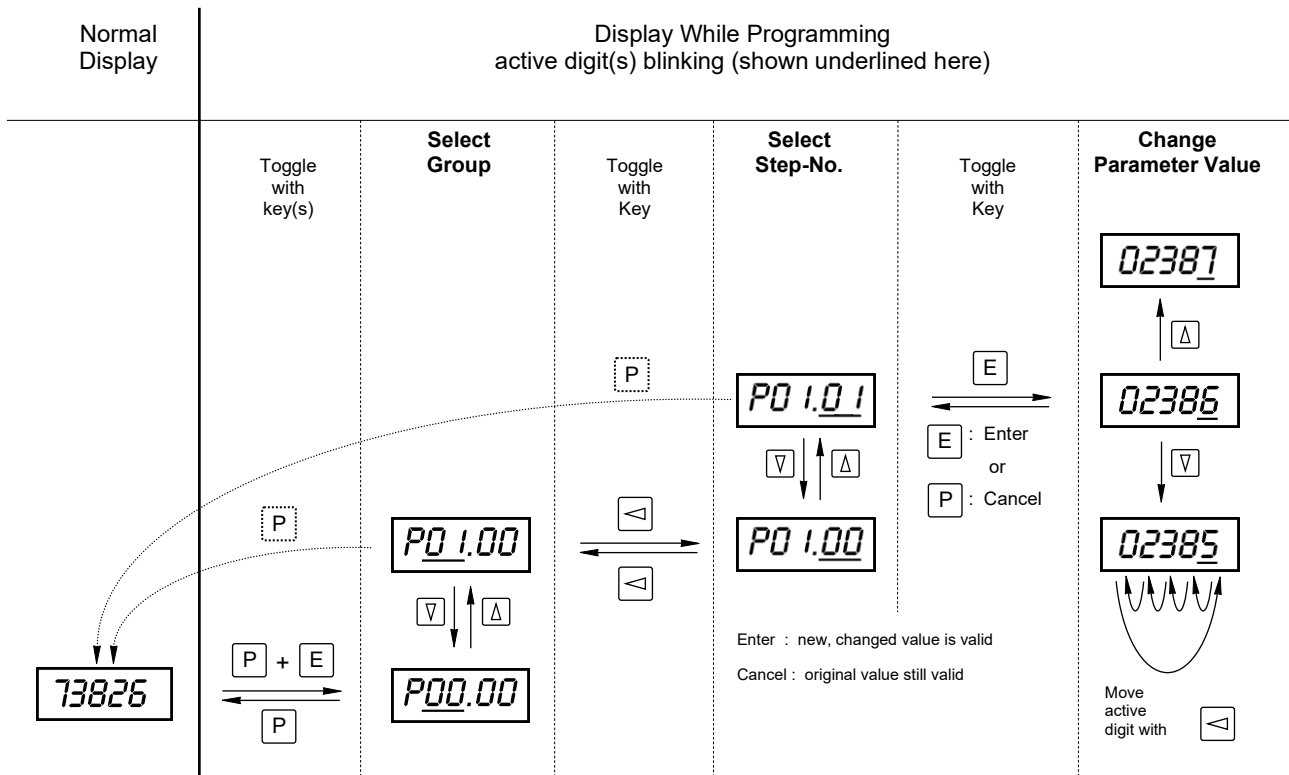 Normal
Display
Display While Programming
active digit(s) blinking (shown underlined here)
Toggle
with
key(s)
Select
Group
Toggle
with
Key
Select
Step-No.
Toggle
with
Key
Change
Parameter Value
02387
P
P01.01
E
02386
E : Enter
or
P : Cancel
P
P01.00
P01.00
02385
Enter : new, changed value is valid
Cancel : original value still valid
73826
P + E
P
P00.00
Move
active
digit with